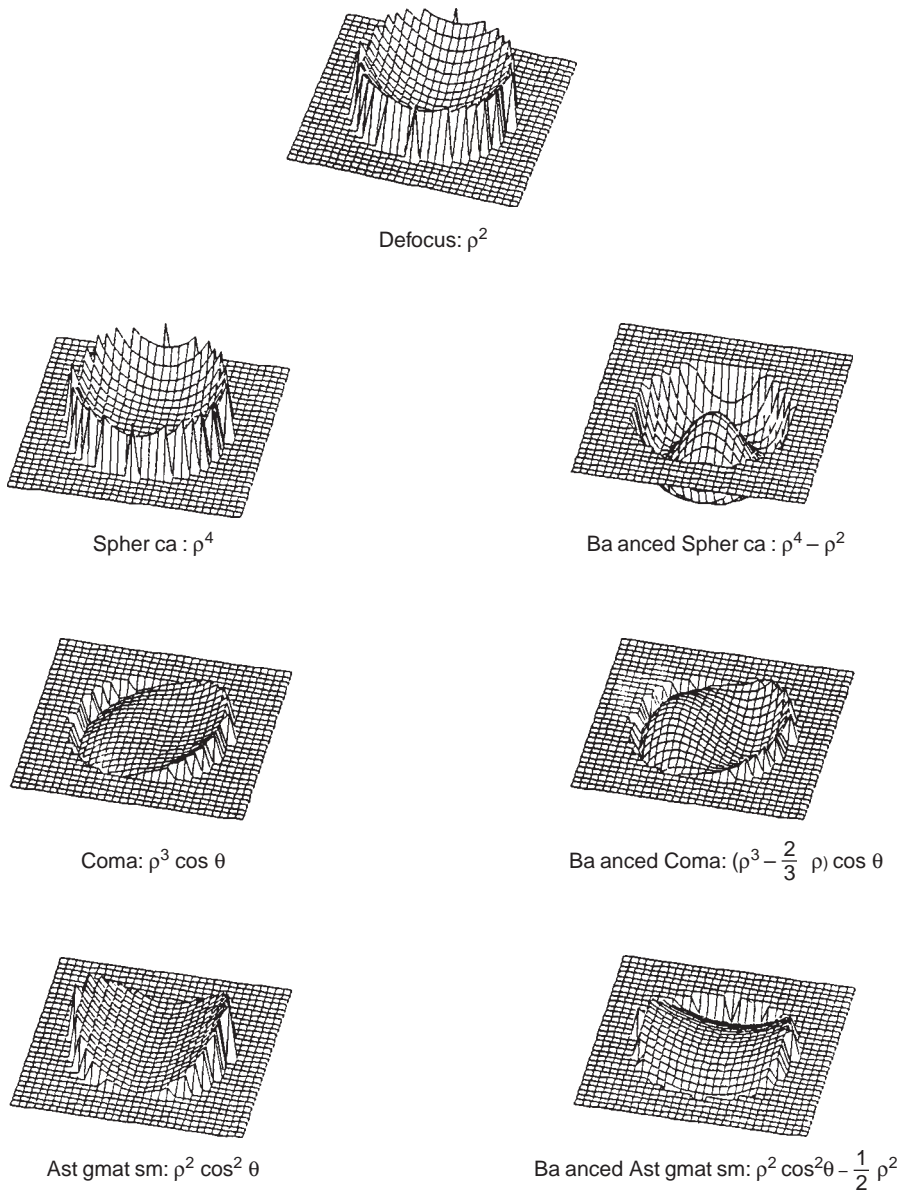 Defocus: ρ²
Spher ca : ρ⁴
Ba anced Spher ca : ρ⁴ – ρ²
Coma: ρ³ cos θ
Ba anced Coma: (ρ³ – 2/3 ρ) cos θ
Ast gmat sm: ρ² cos² θ
Ba anced Ast gmat sm: ρ² cos²θ – 1/2 ρ²